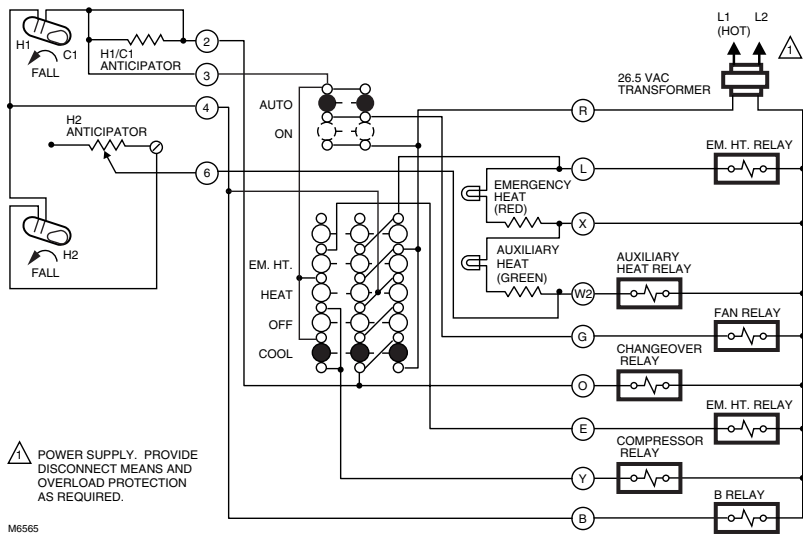 L1
(HOT)
L2
1
H1
C1
FALL
H1/C1
ANTICIPATOR
2
3
4
6
H2
ANTICIPATOR
H2
FALL
AUTO
ON
EM. HT.
HEAT
OFF
COOL
26.5 VAC
TRANSFORMER
R
EM. HT. RELAY
L
EMERGENCY
HEAT
(RED)
X
AUXILIARY
HEAT
(GREEN)
AUXILIARY
HEAT RELAY
W2
FAN RELAY
G
CHANGEOVER
RELAY
O
EM. HT. RELAY
E
COMPRESSOR
RELAY
Y
B RELAY
B
1
POWER SUPPLY. PROVIDE
DISCONNECT MEANS AND
OVERLOAD PROTECTION
AS REQUIRED.
M6565